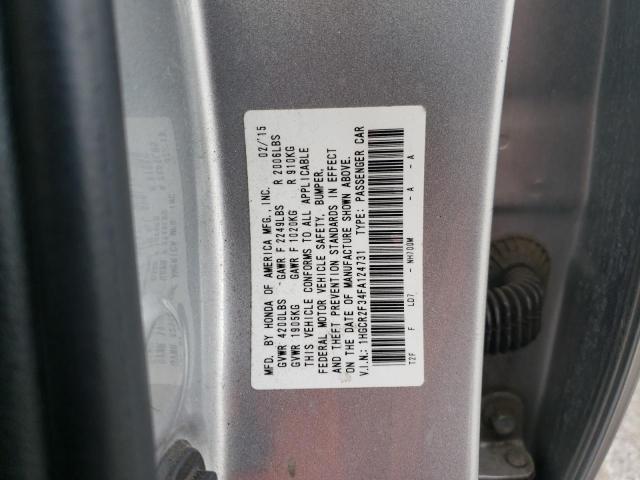 MFD. BY HONDA OF AMERICA MFG., INC. 02/'15
GVWR 4200LBS GAWR F 2249LBS R 2006LBS
GVWR 1905KG GAWR F 1020KG R 910KG
THIS VEHICLE CONFORMS TO ALL APPLICABLE
FEDERAL MOTOR VEHICLE SAFETY, BUMPER,
AND THEFT PREVENTION STANDARDS IN EFFECT
ON THE DATE OF MANUFACTURE SHOWN ABOVE.
V.I.N.: 1HGCR2F34FA124731 TYPE: PASSENGER CAR
T2F F LD7 - NH700M - A - A